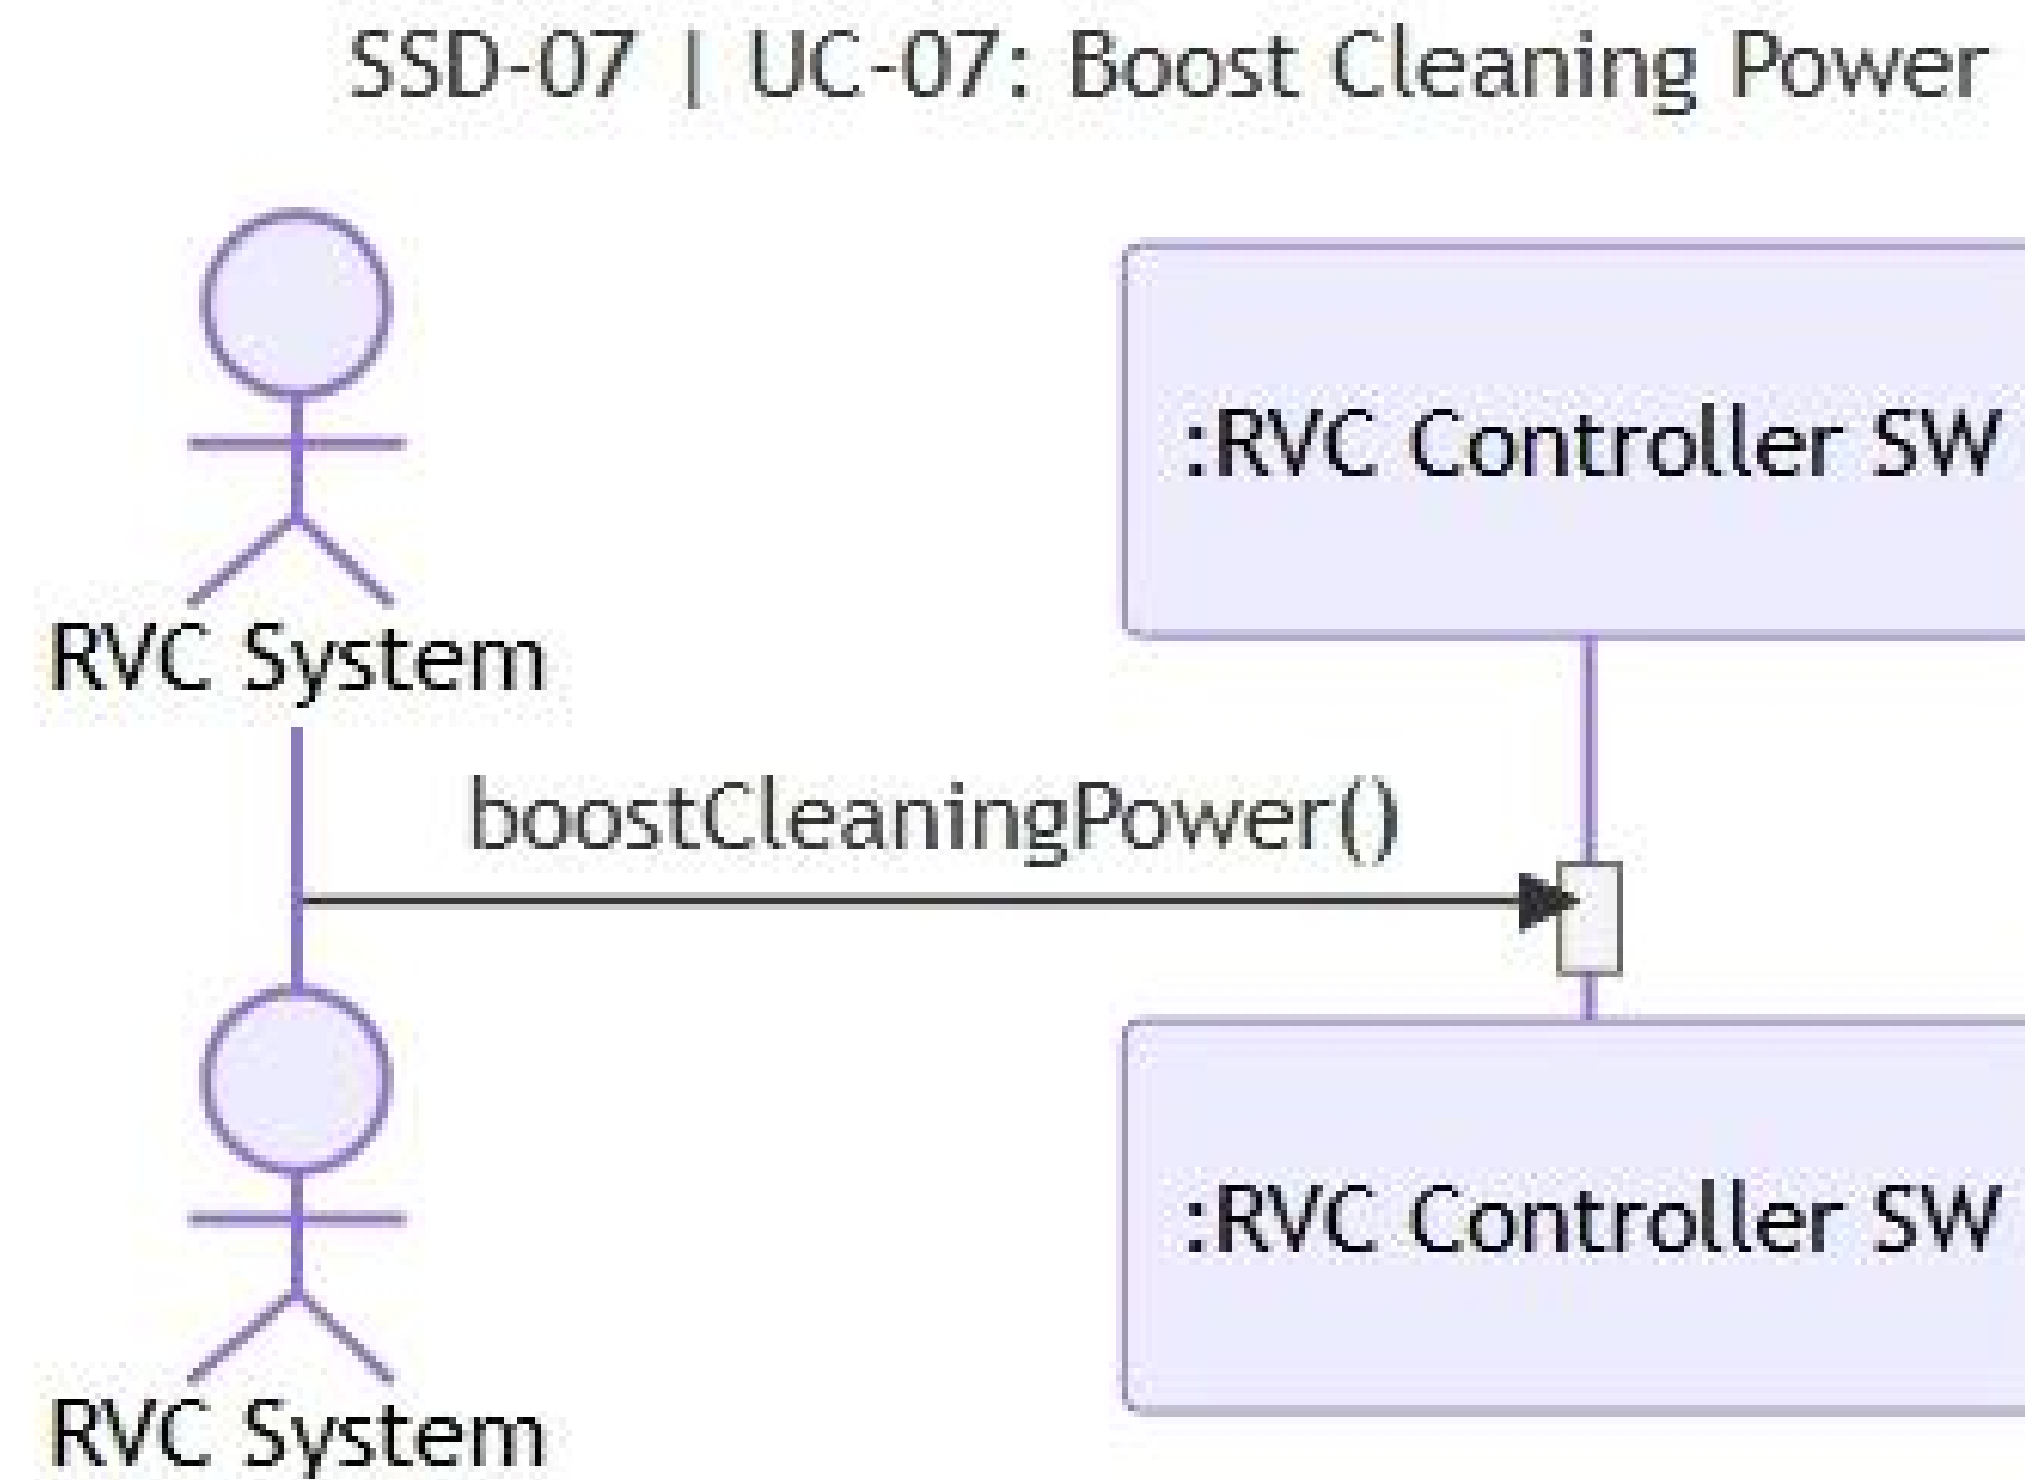 SSD-07 | UC-07: Boost Cleaning Power
:RVC Controller SW
RVC System
boostCleaningPower()
:RVC Controller SW
RVC System